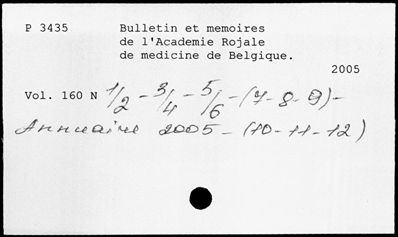 P 3435 Bulletin et memoires
de l'Academie Rojale
de medicine de Belgique.
2005
Vol. 160 N 1/2 - 3/4 - 5/6 - (7-8-9) -
Annuaire 2005 - (10-11-12)